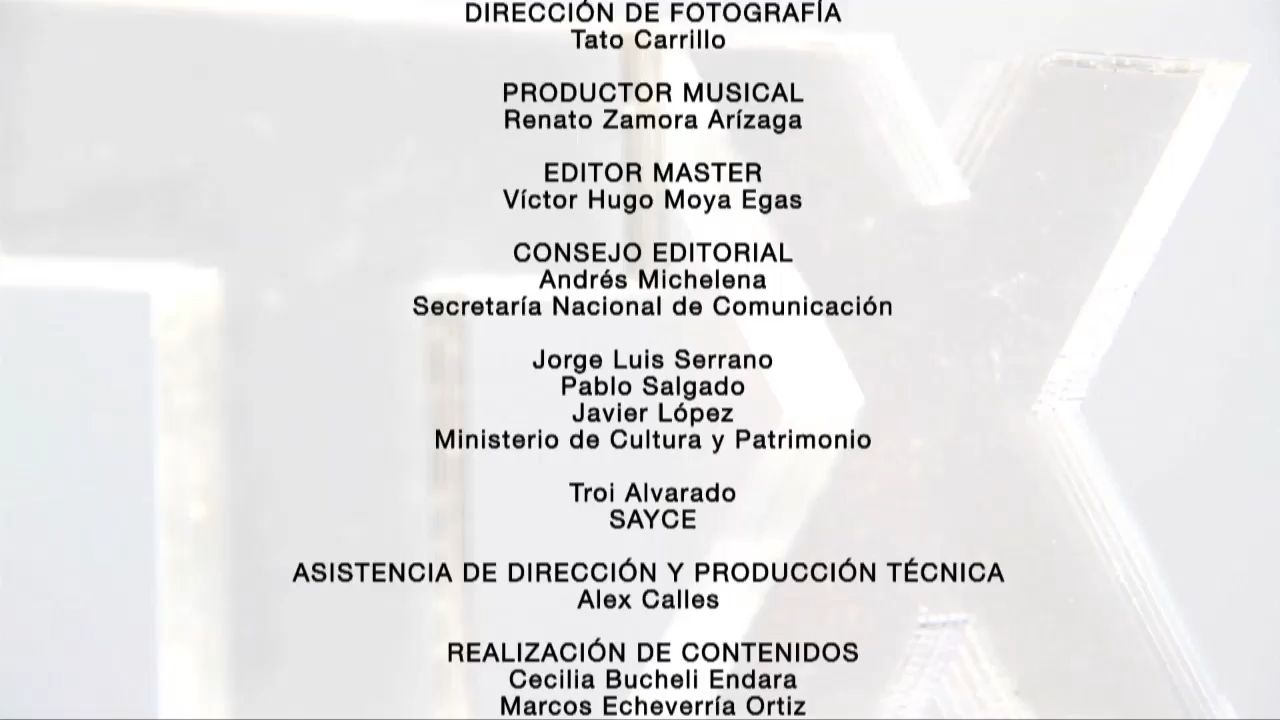 DIRECCIÓN DE FOTOGRAFÍA
Tato Carrillo
PRODUCTOR MUSICAL
Renato Zamora Arízaga
EDITOR MASTER
Víctor Hugo Moya Egas
CONSEJO EDITORIAL
Andrés Michelena
Secretaría Nacional de Comunicación
Jorge Luis Serrano
Pablo Salgado
Javier López
Ministerio de Cultura y Patrimonio
Troi Alvarado
SAYCE
ASISTENCIA DE DIRECCIÓN Y PRODUCCIÓN TÉCNICA
Alex Calles
REALIZACIÓN DE CONTENIDOS
Cecilia Bucheli Endara
Marcos Echeverría Ortiz